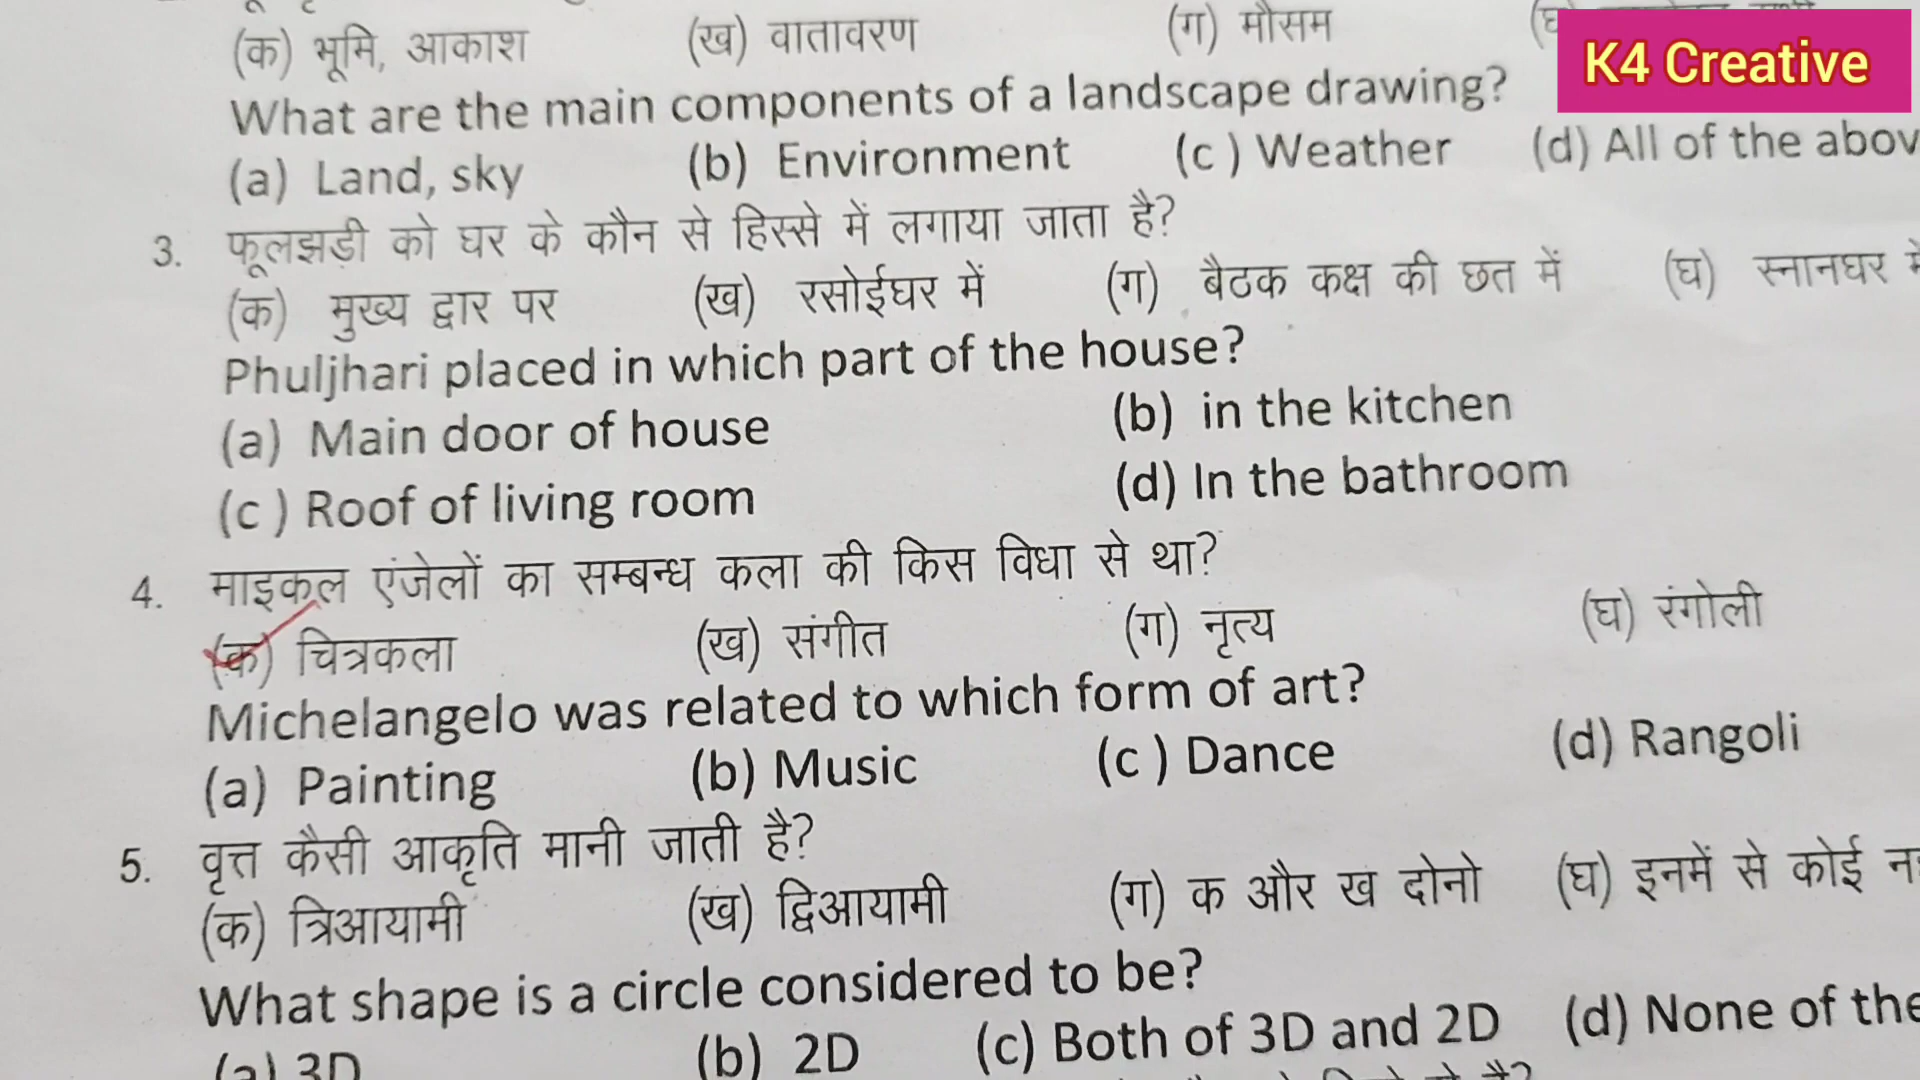 (क) भूमि, आकाश (ख) वातावरण (ग) मौसम
K4 Creative
What are the main components of a landscape drawing?
(a) Land, sky (b) Environment (c ) Weather (d) All of the abov
3. फूलझड़ी को घर के कौन से हिस्से में लगाया जाता है?
(क) मुख्य द्वार पर (ख) रसोईघर में (ग) बैठक कक्ष की छत में (घ) स्नानघर में
Phuljhari placed in which part of the house?
(a) Main door of house (b) in the kitchen
(c ) Roof of living room (d) In the bathroom
4. माइकल एंजेलों का सम्बन्ध कला की किस विधा से था?
(क) चित्रकला (ख) संगीत (ग) नृत्य (घ) रंगोली
Michelangelo was related to which form of art?
(a) Painting (b) Music (c ) Dance (d) Rangoli
5. वृत्त कैसी आकृति मानी जाती है?
(क) त्रिआयामी (ख) द्विआयामी (ग) क और ख दोनो (घ) इनमें से कोई
What shape is a circle considered to be?
(a) 3D (b) 2D (c) Both of 3D and 2D (d) None of the